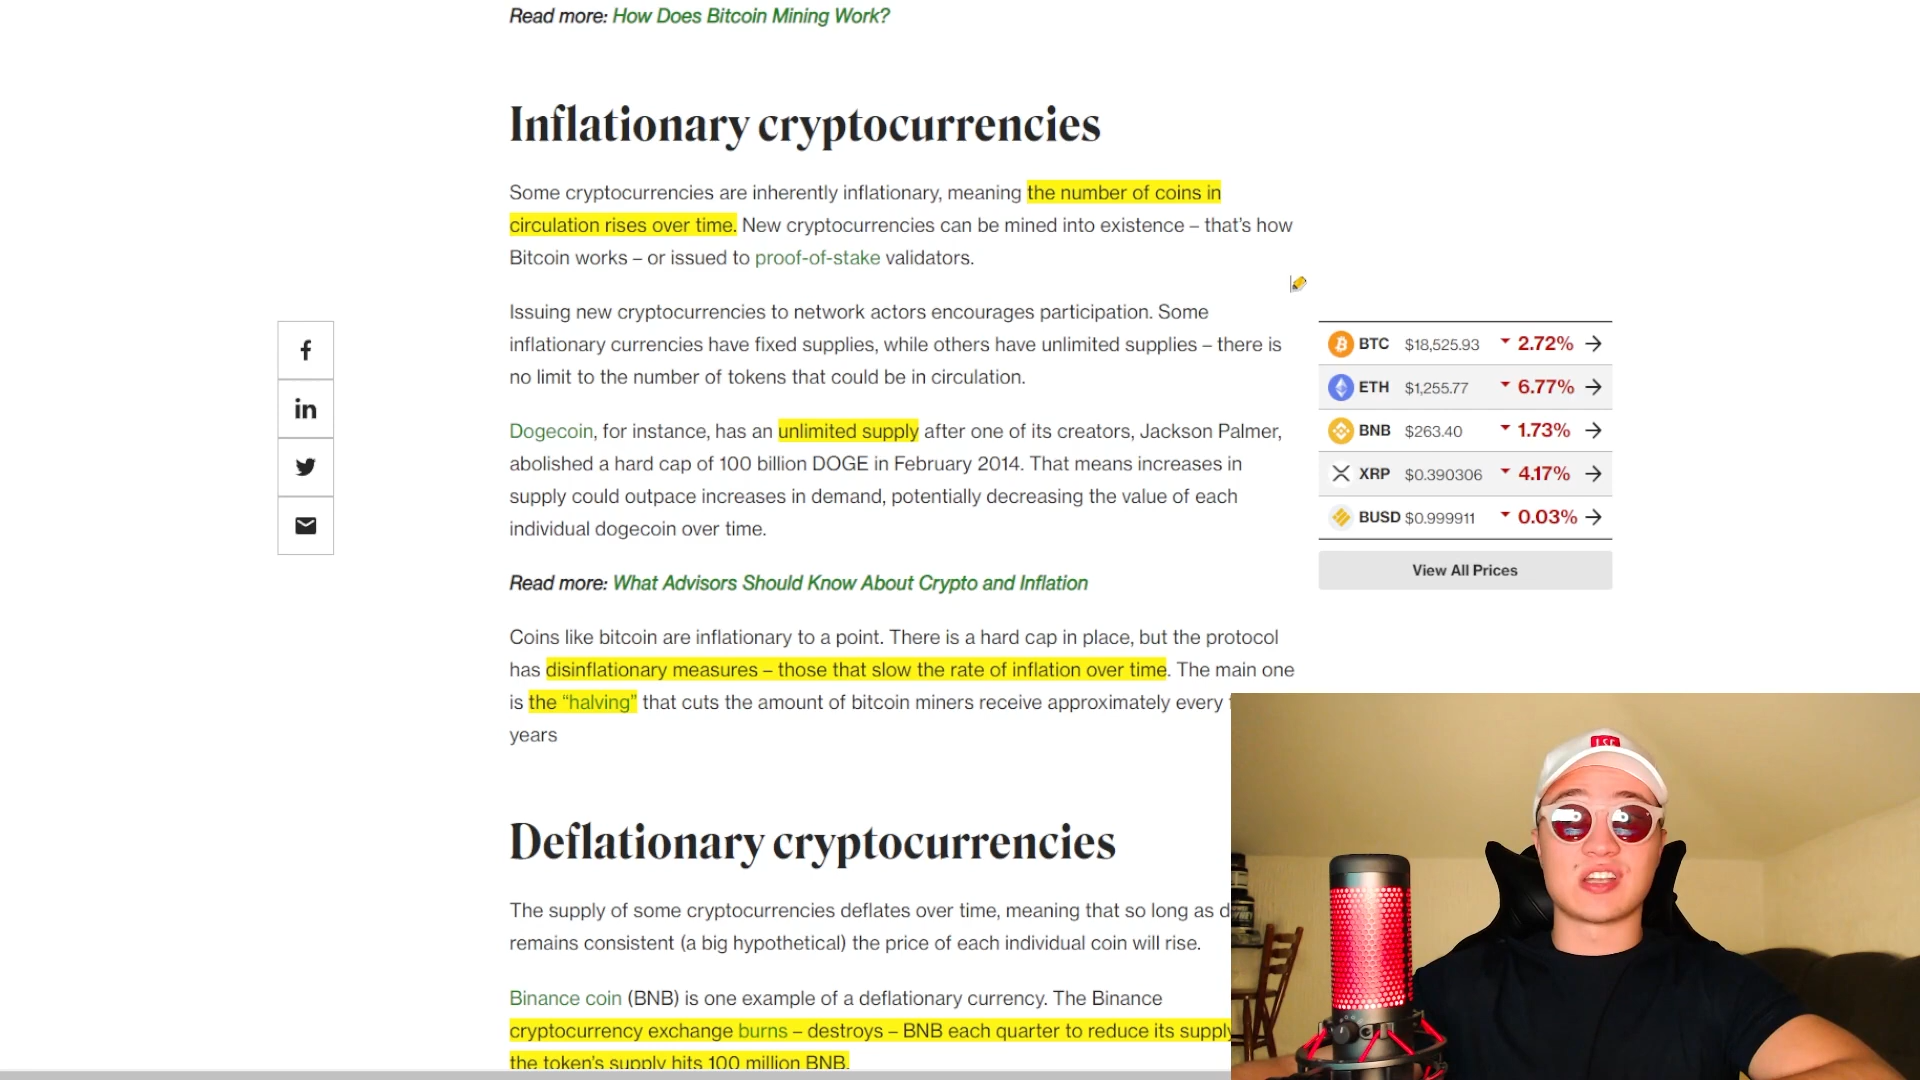 Read more: How Does Bitcoin Mining Work?
Inflationary cryptocurrencies
Some cryptocurrencies are inherently inflationary, meaning the number of coins in
circulation rises over time. New cryptocurrencies can be mined into existence – that's how
Bitcoin works – or issued to proof-of-stake validators.
Issuing new cryptocurrencies to network actors encourages participation. Some
inflationary currencies have fixed supplies, while others have unlimited supplies – there is
no limit to the number of tokens that could be in circulation.
BTC $18,525.93 2.72%
ETH $1,255.77 6.77%
BNB $263.40 1.73%
XRP $0.390306 4.17%
BUSD $0.999911 0.03%
View All Prices
Dogecoin, for instance, has an unlimited supply after one of its creators, Jackson Palmer,
abolished a hard cap of 100 billion DOGE in February 2014. That means increases in
supply could outpace increases in demand, potentially decreasing the value of each
individual dogecoin over time.
Read more: What Advisors Should Know About Crypto and Inflation
Coins like bitcoin are inflationary to a point. There is a hard cap in place, but the protocol
has disinflationary measures – those that slow the rate of inflation over time. The main one
is the “halving” that cuts the amount of bitcoin miners receive approximately every
years
Deflationary cryptocurrencies
The supply of some cryptocurrencies deflates over time, meaning that so long as
remains consistent (a big hypothetical) the price of each individual coin will rise.
Binance coin (BNB) is one example of a deflationary currency. The Binance
cryptocurrency exchange burns – destroys – BNB each quarter to reduce its supply
the token's supply hits 100 million BNB.